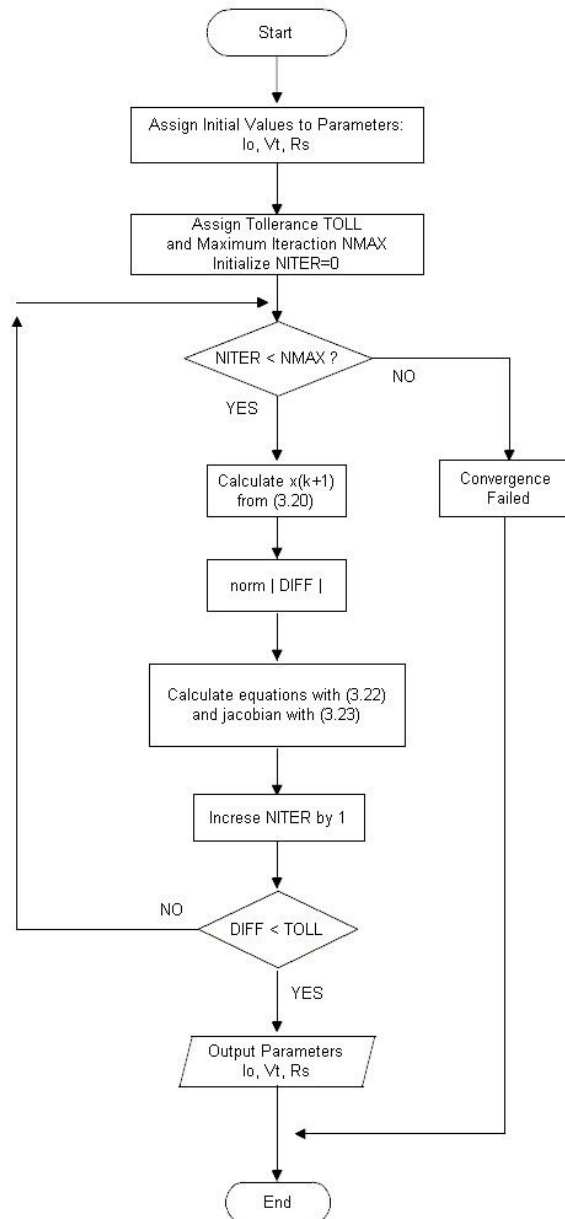 Start
Assign Initial Values to Parameters:
Io, Vt, Rs
Assign Tollerance TOLL
and Maximum Iteraction NMAX
Initialize NITER=0
NITER < NMAX ?
NO
YES
Calculate x(k+1)
from (3.20)
Convergence
Failed
norm | DIFF |
Calculate equations with (3.22)
and jacobian with (3.23)
Increse NITER by 1
NO
DIFF < TOLL
YES
Output Parameters
Io, Vt, Rs
End